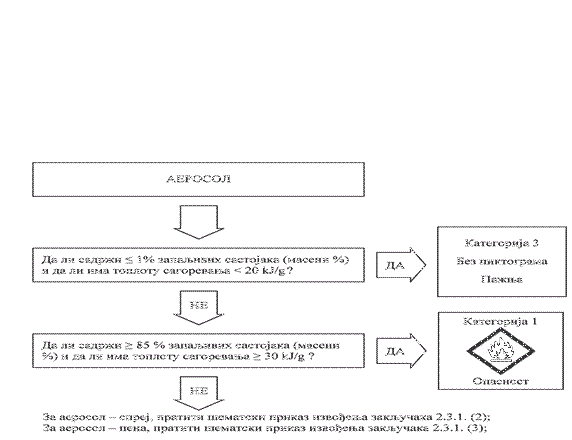 АЕРОСОЛ
Да ли садржи ≤ 1% запаљивих састојака (масени %)
и да ли има топлоту сагоревања < 20 kJ/g ?
ДА
Категорија 3
Без пиктограма
Пажња
НЕ
Да ли садржи ≥ 85 % запаљивих састојака (масени
%) и да ли има топлоту сагоревања ≥ 30 kJ/g ?
ДА
Категорија 1
Опасност
НЕ
За аеросол – спреј, пратити шематски приказ извођења закључака 2.3.1. (2);
За аеросол – пена, пратити шематски приказ извођења закључака 2.3.1. (3);